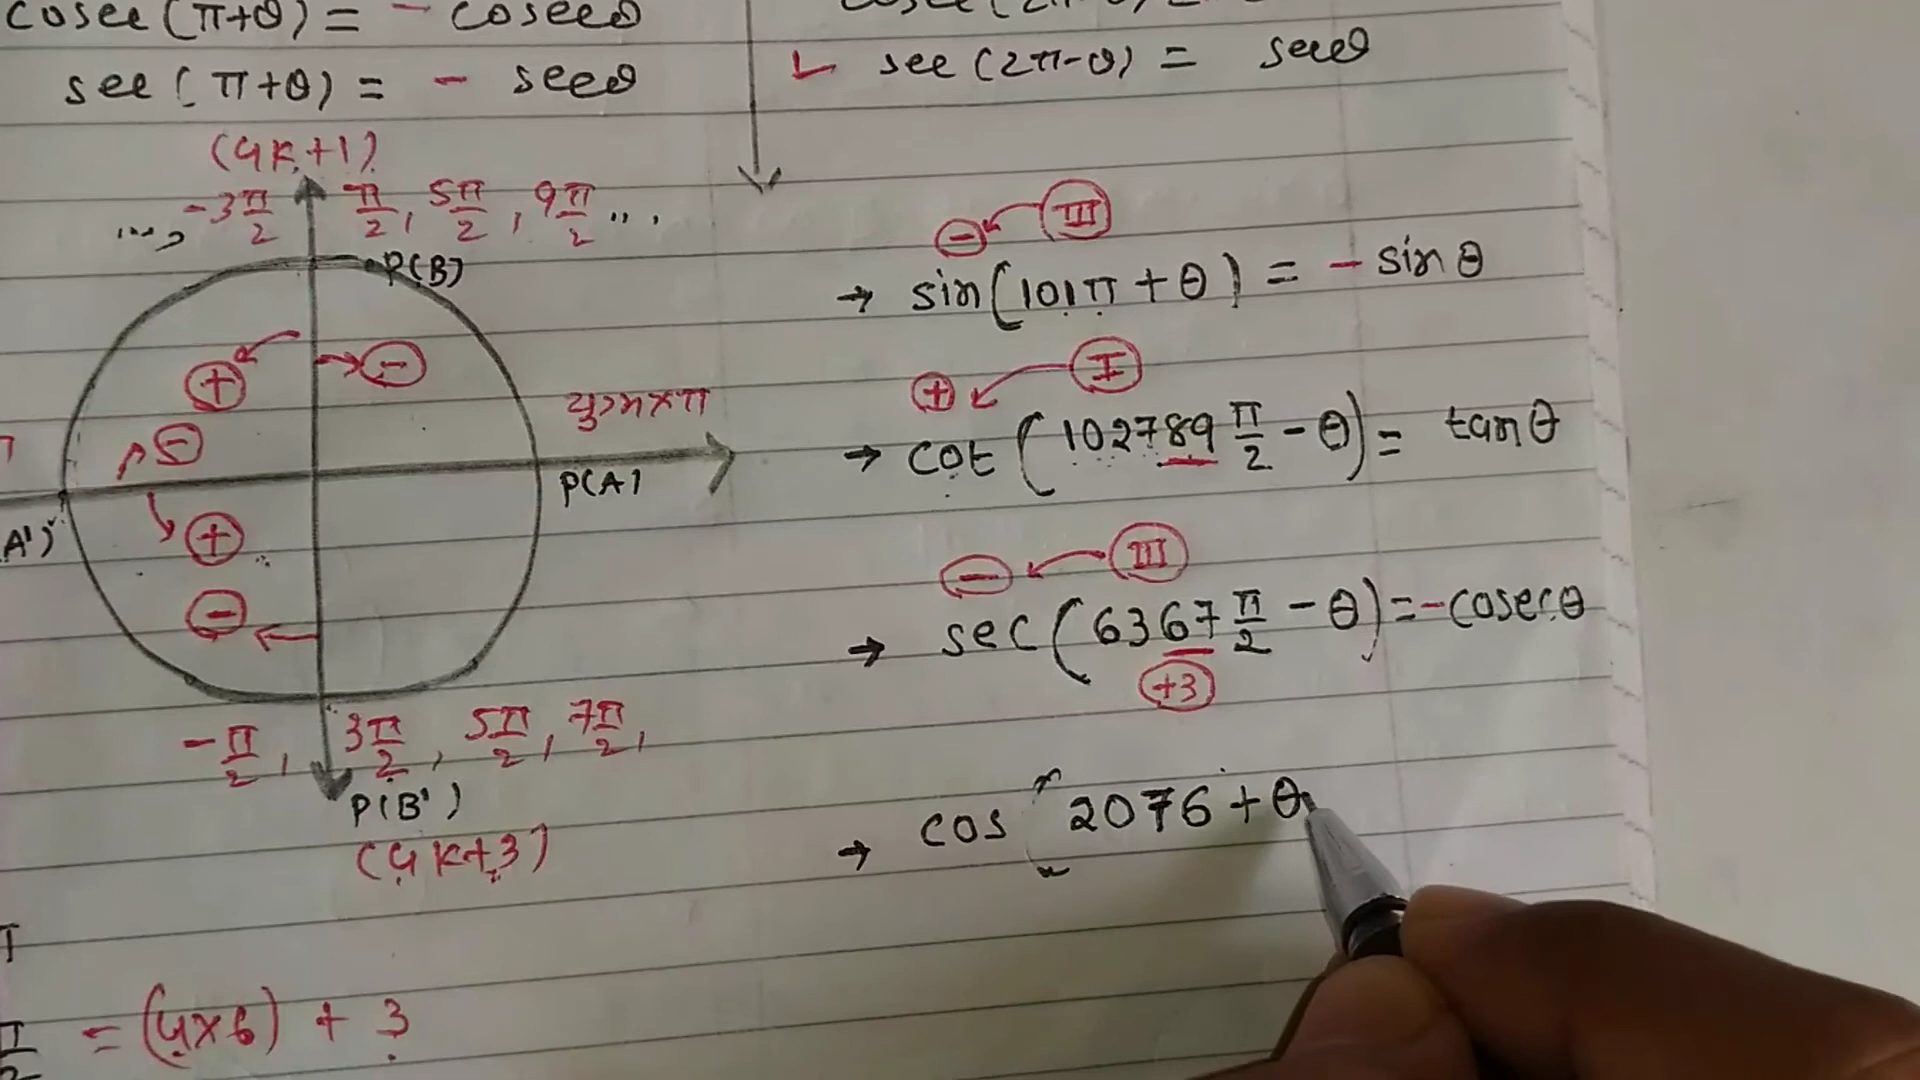 cosec(π+θ) = - cosecθ
sec(π+θ) = - secθ
sec(2π-θ) = secθ
(4k+1)
..., -3π/2, π/2, 5π/2, 9π/2 ...,
P(B)
+
-
-
+
-
P(A)
A')
-π/2, 3π/2, 5π/2, 7π/2,
P(B')
(4k+3)
= (4×6) + 3
- III
→ sin(101π + θ) = - sinθ
+ I
→ cot(102789 π/2 - θ) = tanθ
- III
→ sec(6367 π/2 - θ) = -cosecθ
+3
→ cos(2076+θ